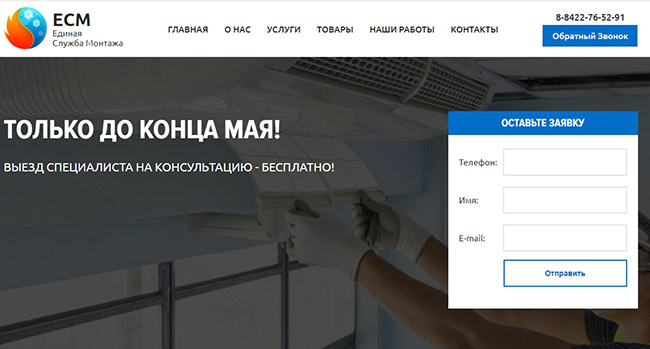 ЕСМ
Единая
Служба Монтажа
ГЛАВНАЯ О НАС УСЛУГИ ТОВАРЫ НАШИ РАБОТЫ КОНТАКТЫ
8-8422-76-52-91
Обратный Звонок
ТОЛЬКО ДО КОНЦА МАЯ!
ВЫЕЗД СПЕЦИАЛИСТА НА КОНСУЛЬТАЦИЮ - БЕСПЛАТНО!
ОСТАВЬТЕ ЗАЯВКУ
Телефон:
Имя:
E-mail:
Отправить